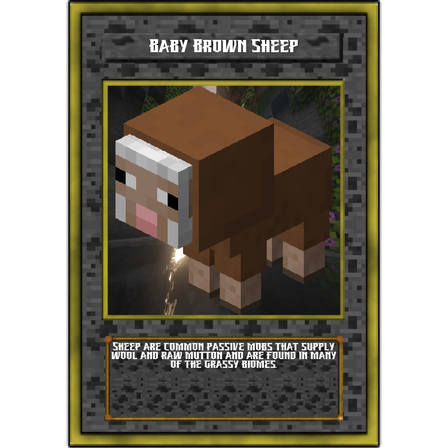 Baby Brown Sheep
Sheep are common passive mobs that supply
wool and raw mutton and are found in many
of the grassy biomes.